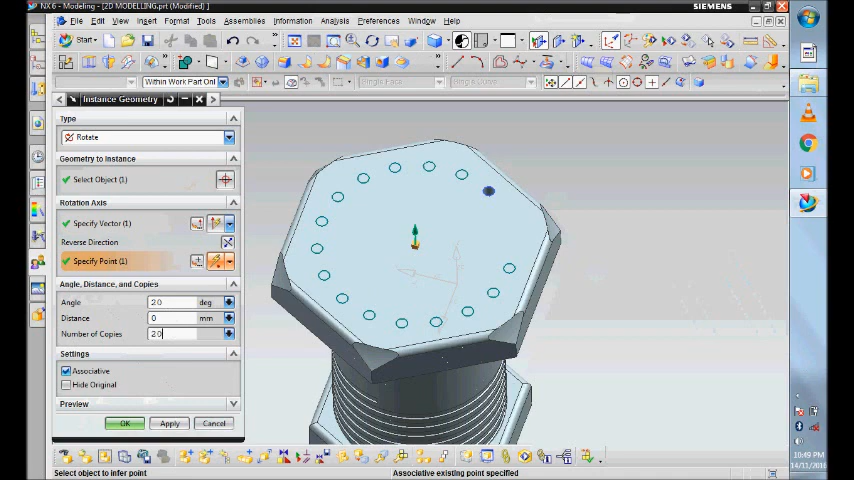 NX 6 - Modeling - [2D MODELLING.prt (Modified) ]
SIEMENS
File Edit View Insert Format Tools Assemblies Information Analysis Preferences Window Help
Start
Within Work Part Onl
Single Face
Single Curve
Instance Geometry
Type
Rotate
Geometry to Instance
Select Object (1)
Rotation Axis
Specify Vector (1)
Reverse Direction
Specify Point (1)
Angle, Distance, and Copies
Angle 20 deg
Distance 0 mm
Number of Copies 20
Settings
Associative
Hide Original
Preview
OK Apply Cancel
Select object to infer point
Associative existing point specified
10:49 PM